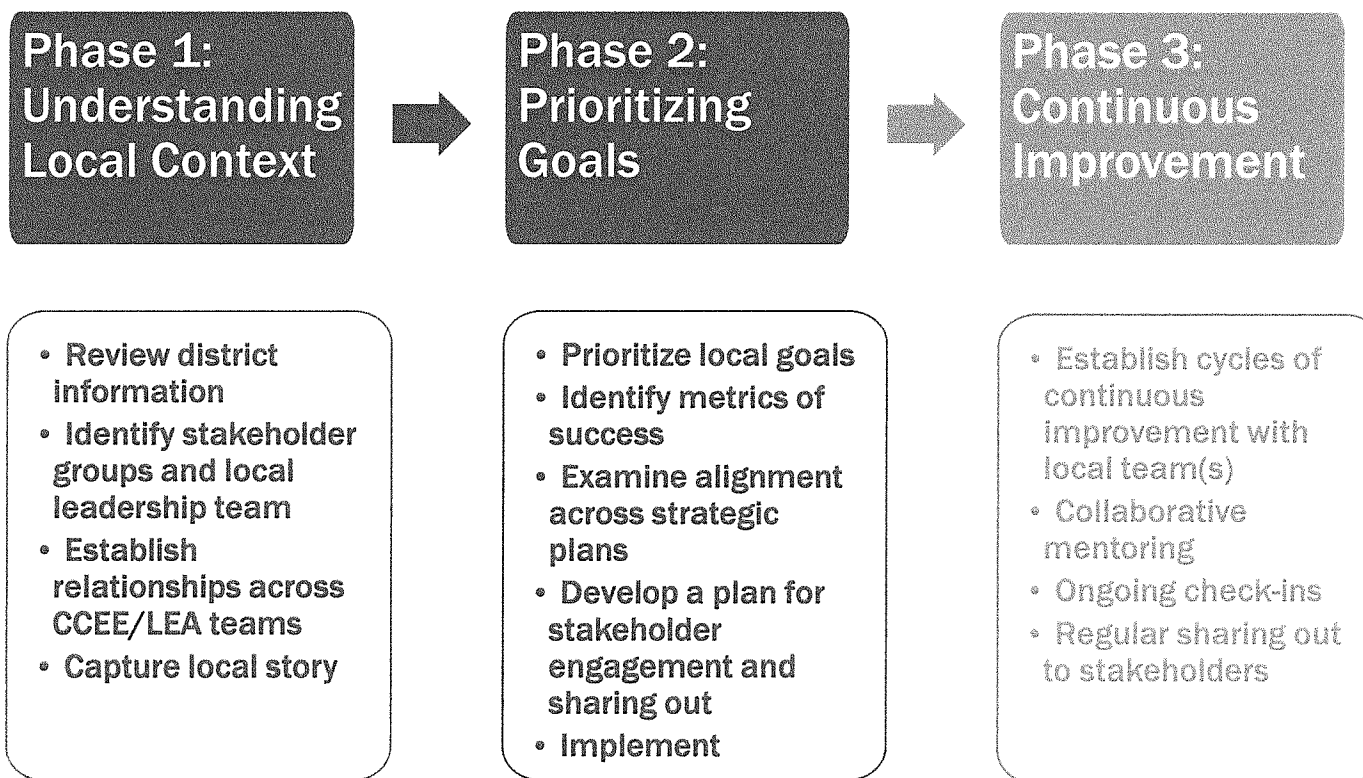 Phase 1:
Understanding
Local Context
Phase 2:
Prioritizing
Goals
Phase 3:
Continuous
Improvement
• Review district
information
• Identify stakeholder
groups and local
leadership team
• Establish
relationships across
CCEE/LEA teams
• Capture local story
• Prioritize local goals
• Identify metrics of
success
• Examine alignment
across strategic
plans
• Develop a plan for
stakeholder
engagement and
sharing out
• Implement
• Establish cycles of
continuous
improvement with
local team(s)
• Collaborative
mentoring
• Ongoing check-ins
• Regular sharing out
to stakeholders